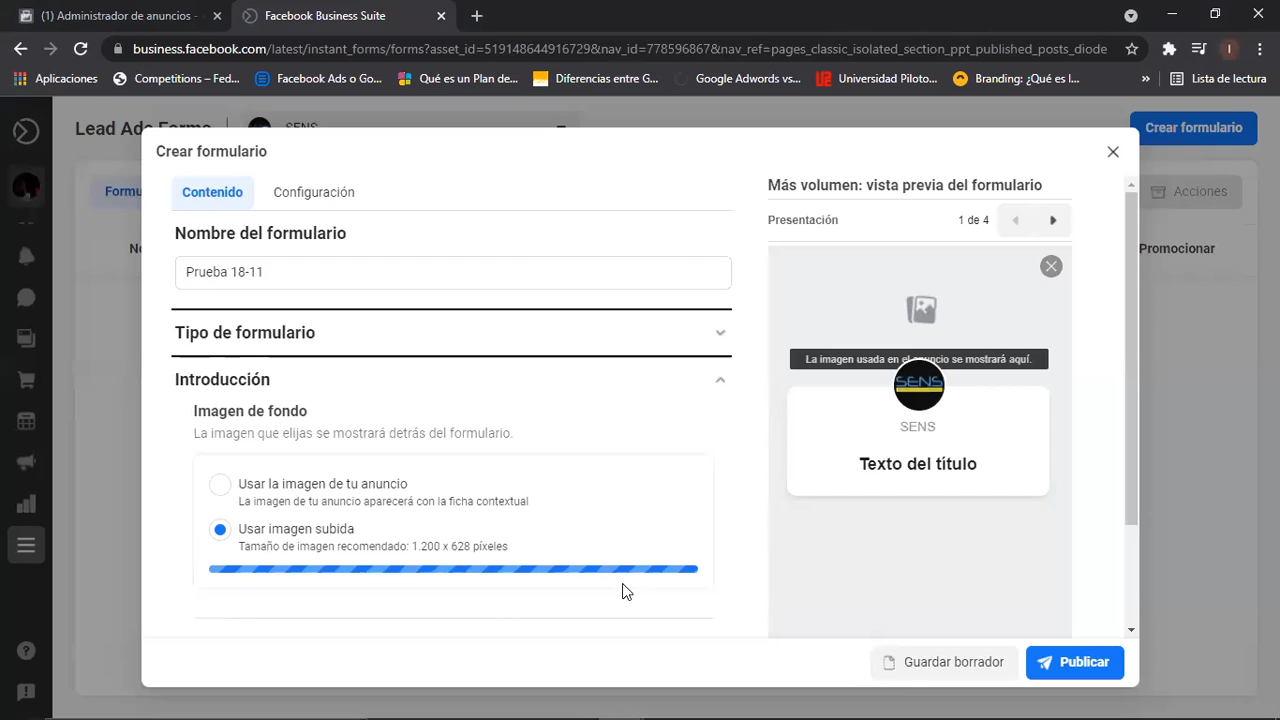 (1) Administrador de anuncios -
Facebook Business Suite
business.facebook.com/latest/instant_forms/forms?asset_id=519148644916729&nav_id=778596867&nav_ref=pages_classic_isolated_section_ppt_published_posts_diode
Aplicaciones
Competitions – Fed...
Facebook Ads o Go...
Qué es un Plan de...
Diferencias entre G...
Google Adwords vs...
Universidad Piloto...
Branding: ¿Qué es l...
»
Lista de lectura
Lead Ads Forms
SENS
Crear formulario
Formu
Acciones
Promocionar
Crear formulario
Contenido
Configuración
Nombre del formulario
Prueba 18-11
Tipo de formulario
Introducción
Imagen de fondo
La imagen que elijas se mostrará detrás del formulario.
Usar la imagen de tu anuncio
La imagen de tu anuncio aparecerá con la ficha contextual
Usar imagen subida
Tamaño de imagen recomendado: 1.200 x 628 píxeles
Más volumen: vista previa del formulario
Presentación
1 de 4
La imagen usada en el anuncio se mostrará aquí.
SENS
SENS
Texto del título
Guardar borrador
Publicar